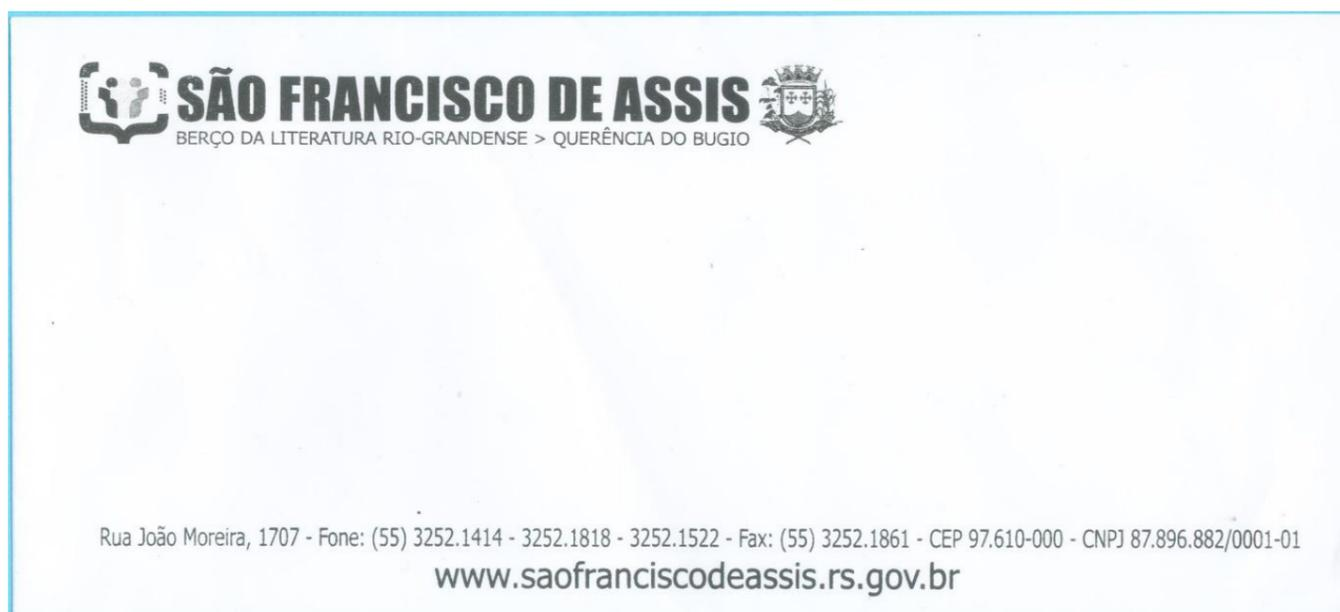 SÃO FRANCISCO DE ASSIS
BERÇO DA LITERATURA RIO-GRANDENSE > QUERÊNCIA DO BUGIO
Rua João Moreira, 1707 - Fone: (55) 3252.1414 - 3252.1818 - 3252.1522 - Fax: (55) 3252.1861 - CEP 97.610-000 - CNPJ 87.896.882/0001-01
www.saofranciscodeassis.rs.gov.br